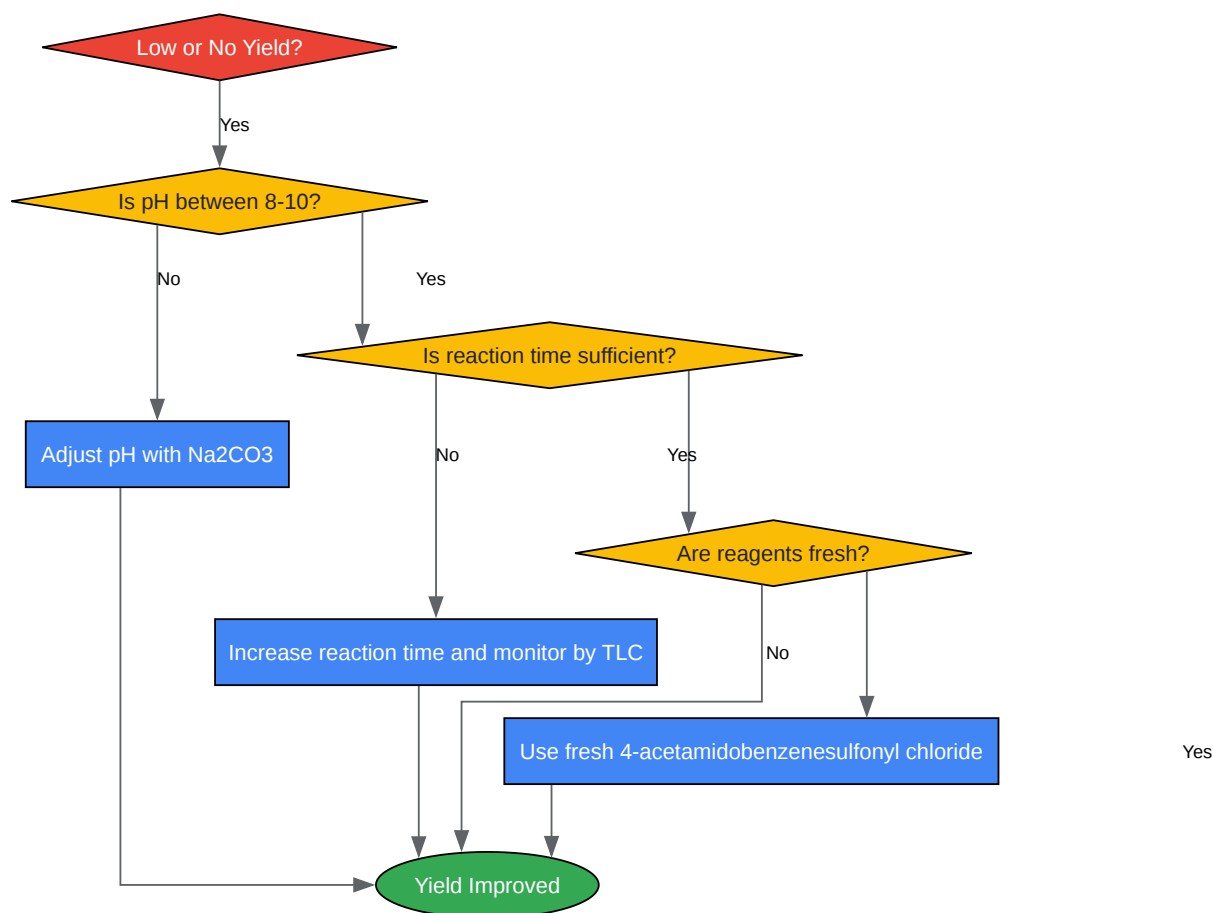 Low or No Yield?
Yes
Is pH between 8-10?
No
Yes
Is reaction time sufficient?
Adjust pH with Na2CO3
No
Yes
Are reagents fresh?
Increase reaction time and monitor by TLC
No
Use fresh 4-acetamidobenzenesulfonyl chloride
Yes
Yield Improved